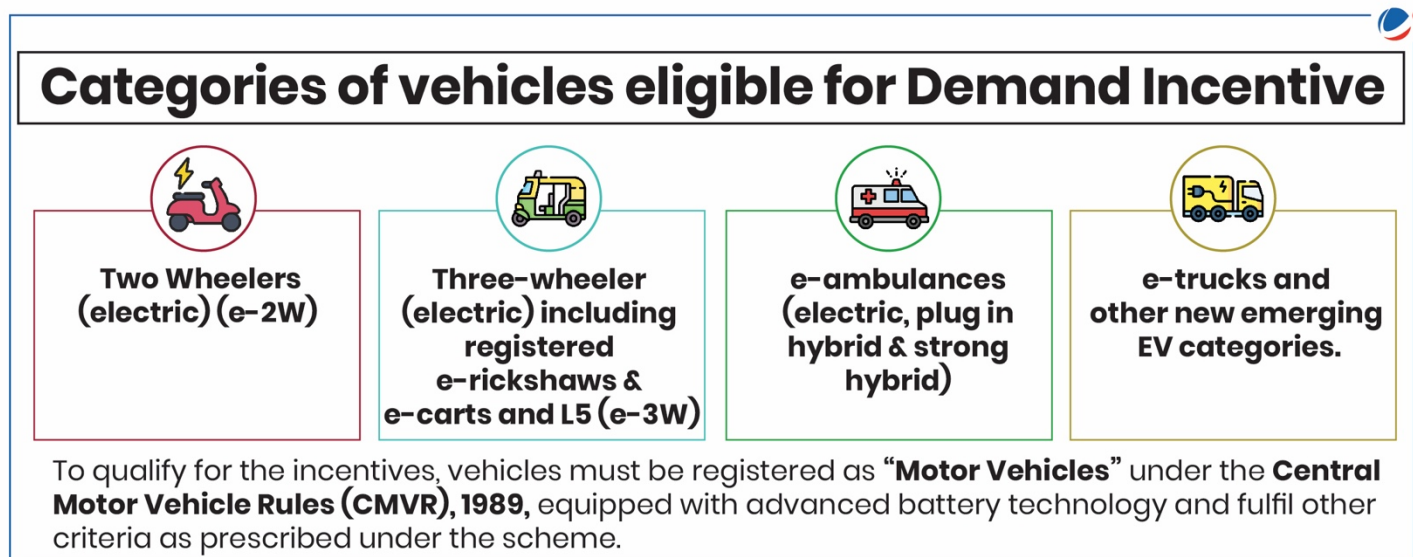 Categories of vehicles eligible for Demand Incentive
Two Wheelers
(electric) (e-2W)
Three-wheeler
(electric) including
registered
e-rickshaws &
e-carts and L5 (e-3W)
e-ambulances
(electric, plug in
hybrid & strong
hybrid)
e-trucks and
other new emerging
EV categories.
To qualify for the incentives, vehicles must be registered as “Motor Vehicles” under the Central
Motor Vehicle Rules (CMVR), 1989, equipped with advanced battery technology and fulfil other
criteria as prescribed under the scheme.